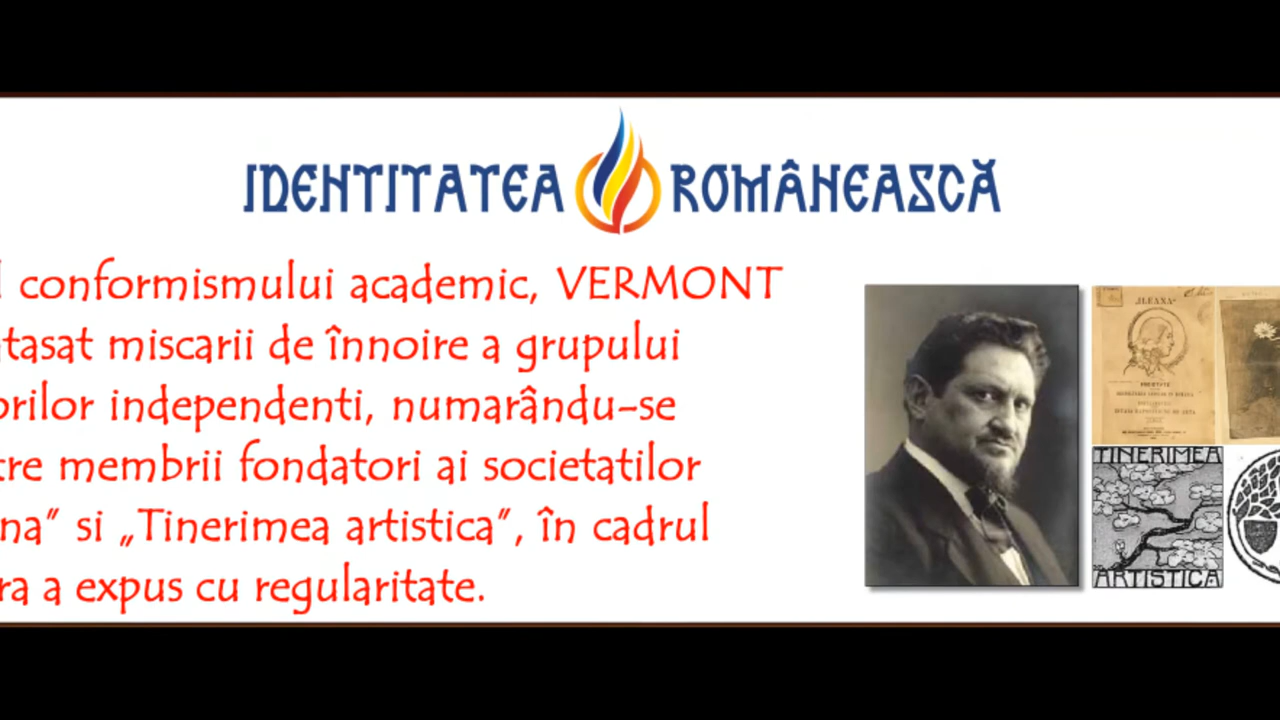 IDENTITATEA ROMÂNEASCĂ
conformismului academic, VERMONT
tasat miscarii de înnoire a grupului
orilor independenti, numarându-se
tre membrii fondatori ai societatilor
na” si „Tinerimea artistica”, în cadrul
ra a expus cu regularitate.
„ILEANA”
TINERIMEA
ARTISTICA